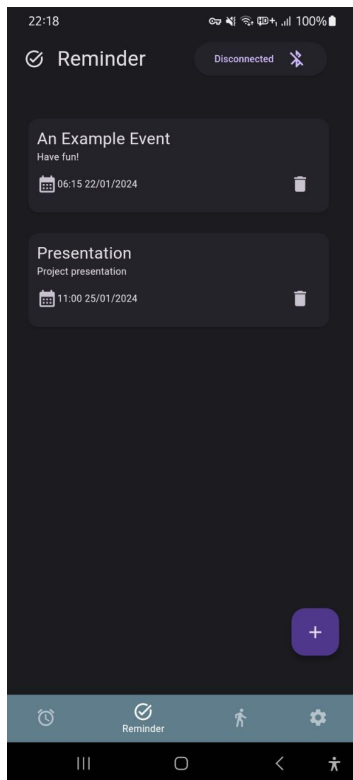 22:18
100%
Reminder
Disconnected
An Example Event
Have fun!
06:15 22/01/2024
Presentation
Project presentation
11:00 25/01/2024
+
Reminder